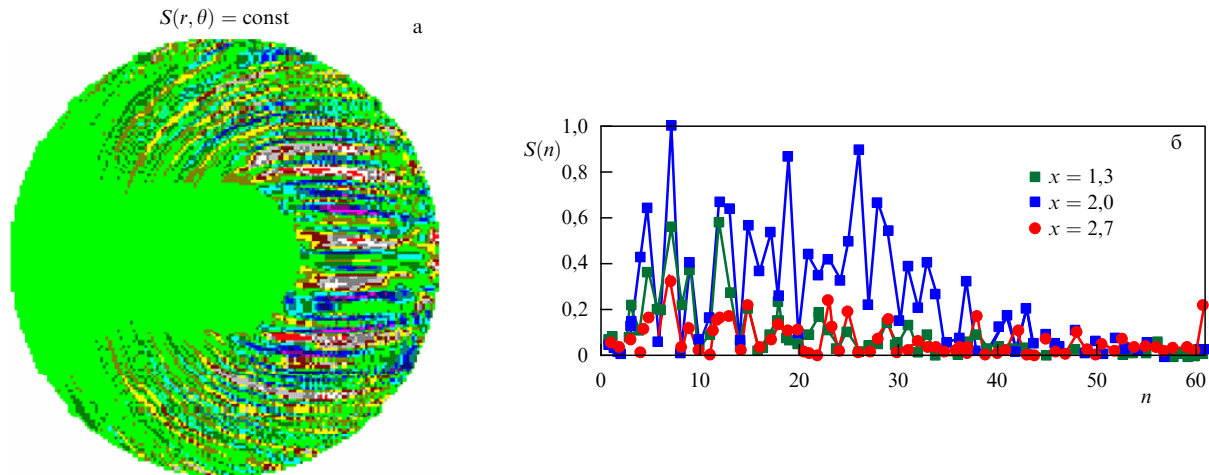 S(r, θ) = const
а
S(n)
б
1,0
0,8
0,6
0,4
0,2
0
x = 1,3
x = 2,0
x = 2,7
0 10 20 30 40 50 60
n